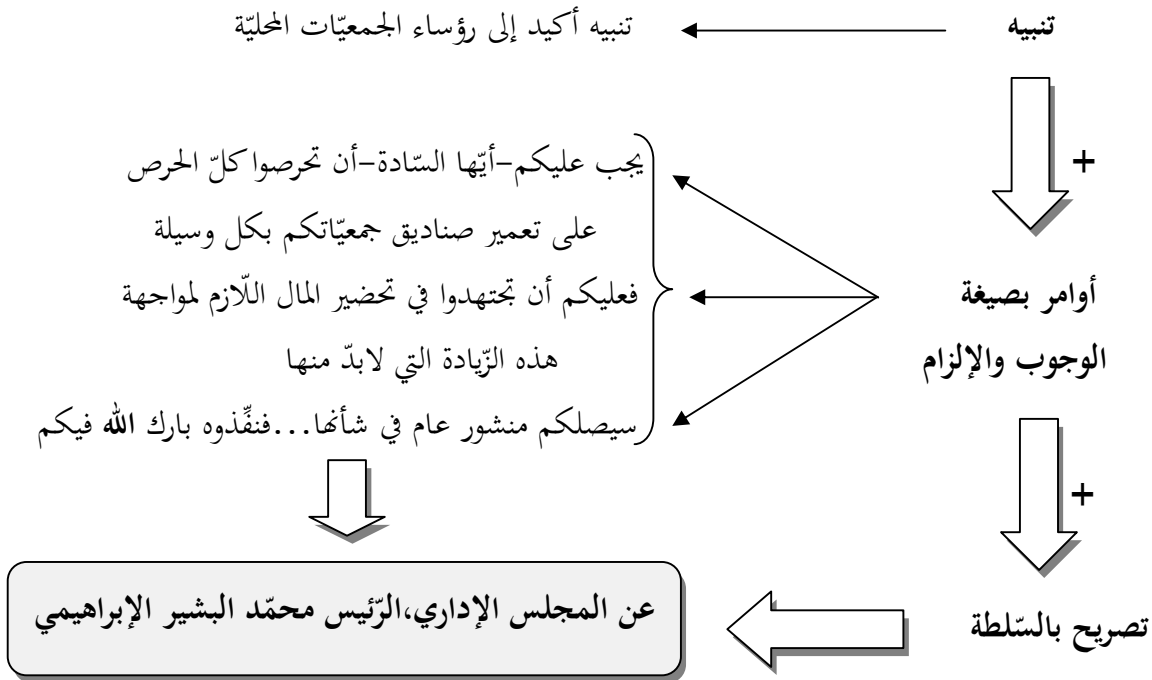 تنبيه
تنبيه أكيد إلى رؤساء الجمعيّات المحليّة
+
يجب عليكم-أيّها السّادة-أن تحرصوا كلّ الحرص
على تعمير صناديق جمعيّاتكم بكل وسيلة
أوامر بصيغة
فعليكم أن تجتهدوا في تحضير المال اللّازم لمواجهة
الوجوب والإلزام
هذه الزّيادة التي لابدّ منها
سيصلكم منشور عام في شأنها...فنفِّذوه بارك الله فيكم
+
تصريح بالسّلطة
عن المجلس الإداري،الرّئيس محمّد البشير الإبراهيمي